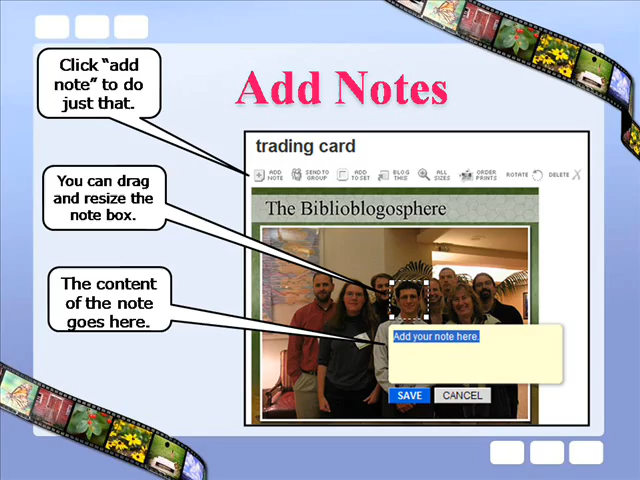 Add Notes
Click “add
note” to do
just that.
You can drag
and resize the
note box.
The content
of the note
goes here.
trading card
ADD
NOTE
SEND TO
GROUP
ADD
TO SET
BLOG
THIS
ALL
SIZES
ORDER
PRINTS
ROTATE
DELETE
The Biblioblogosphere
Add your note here.
SAVE
CANCEL